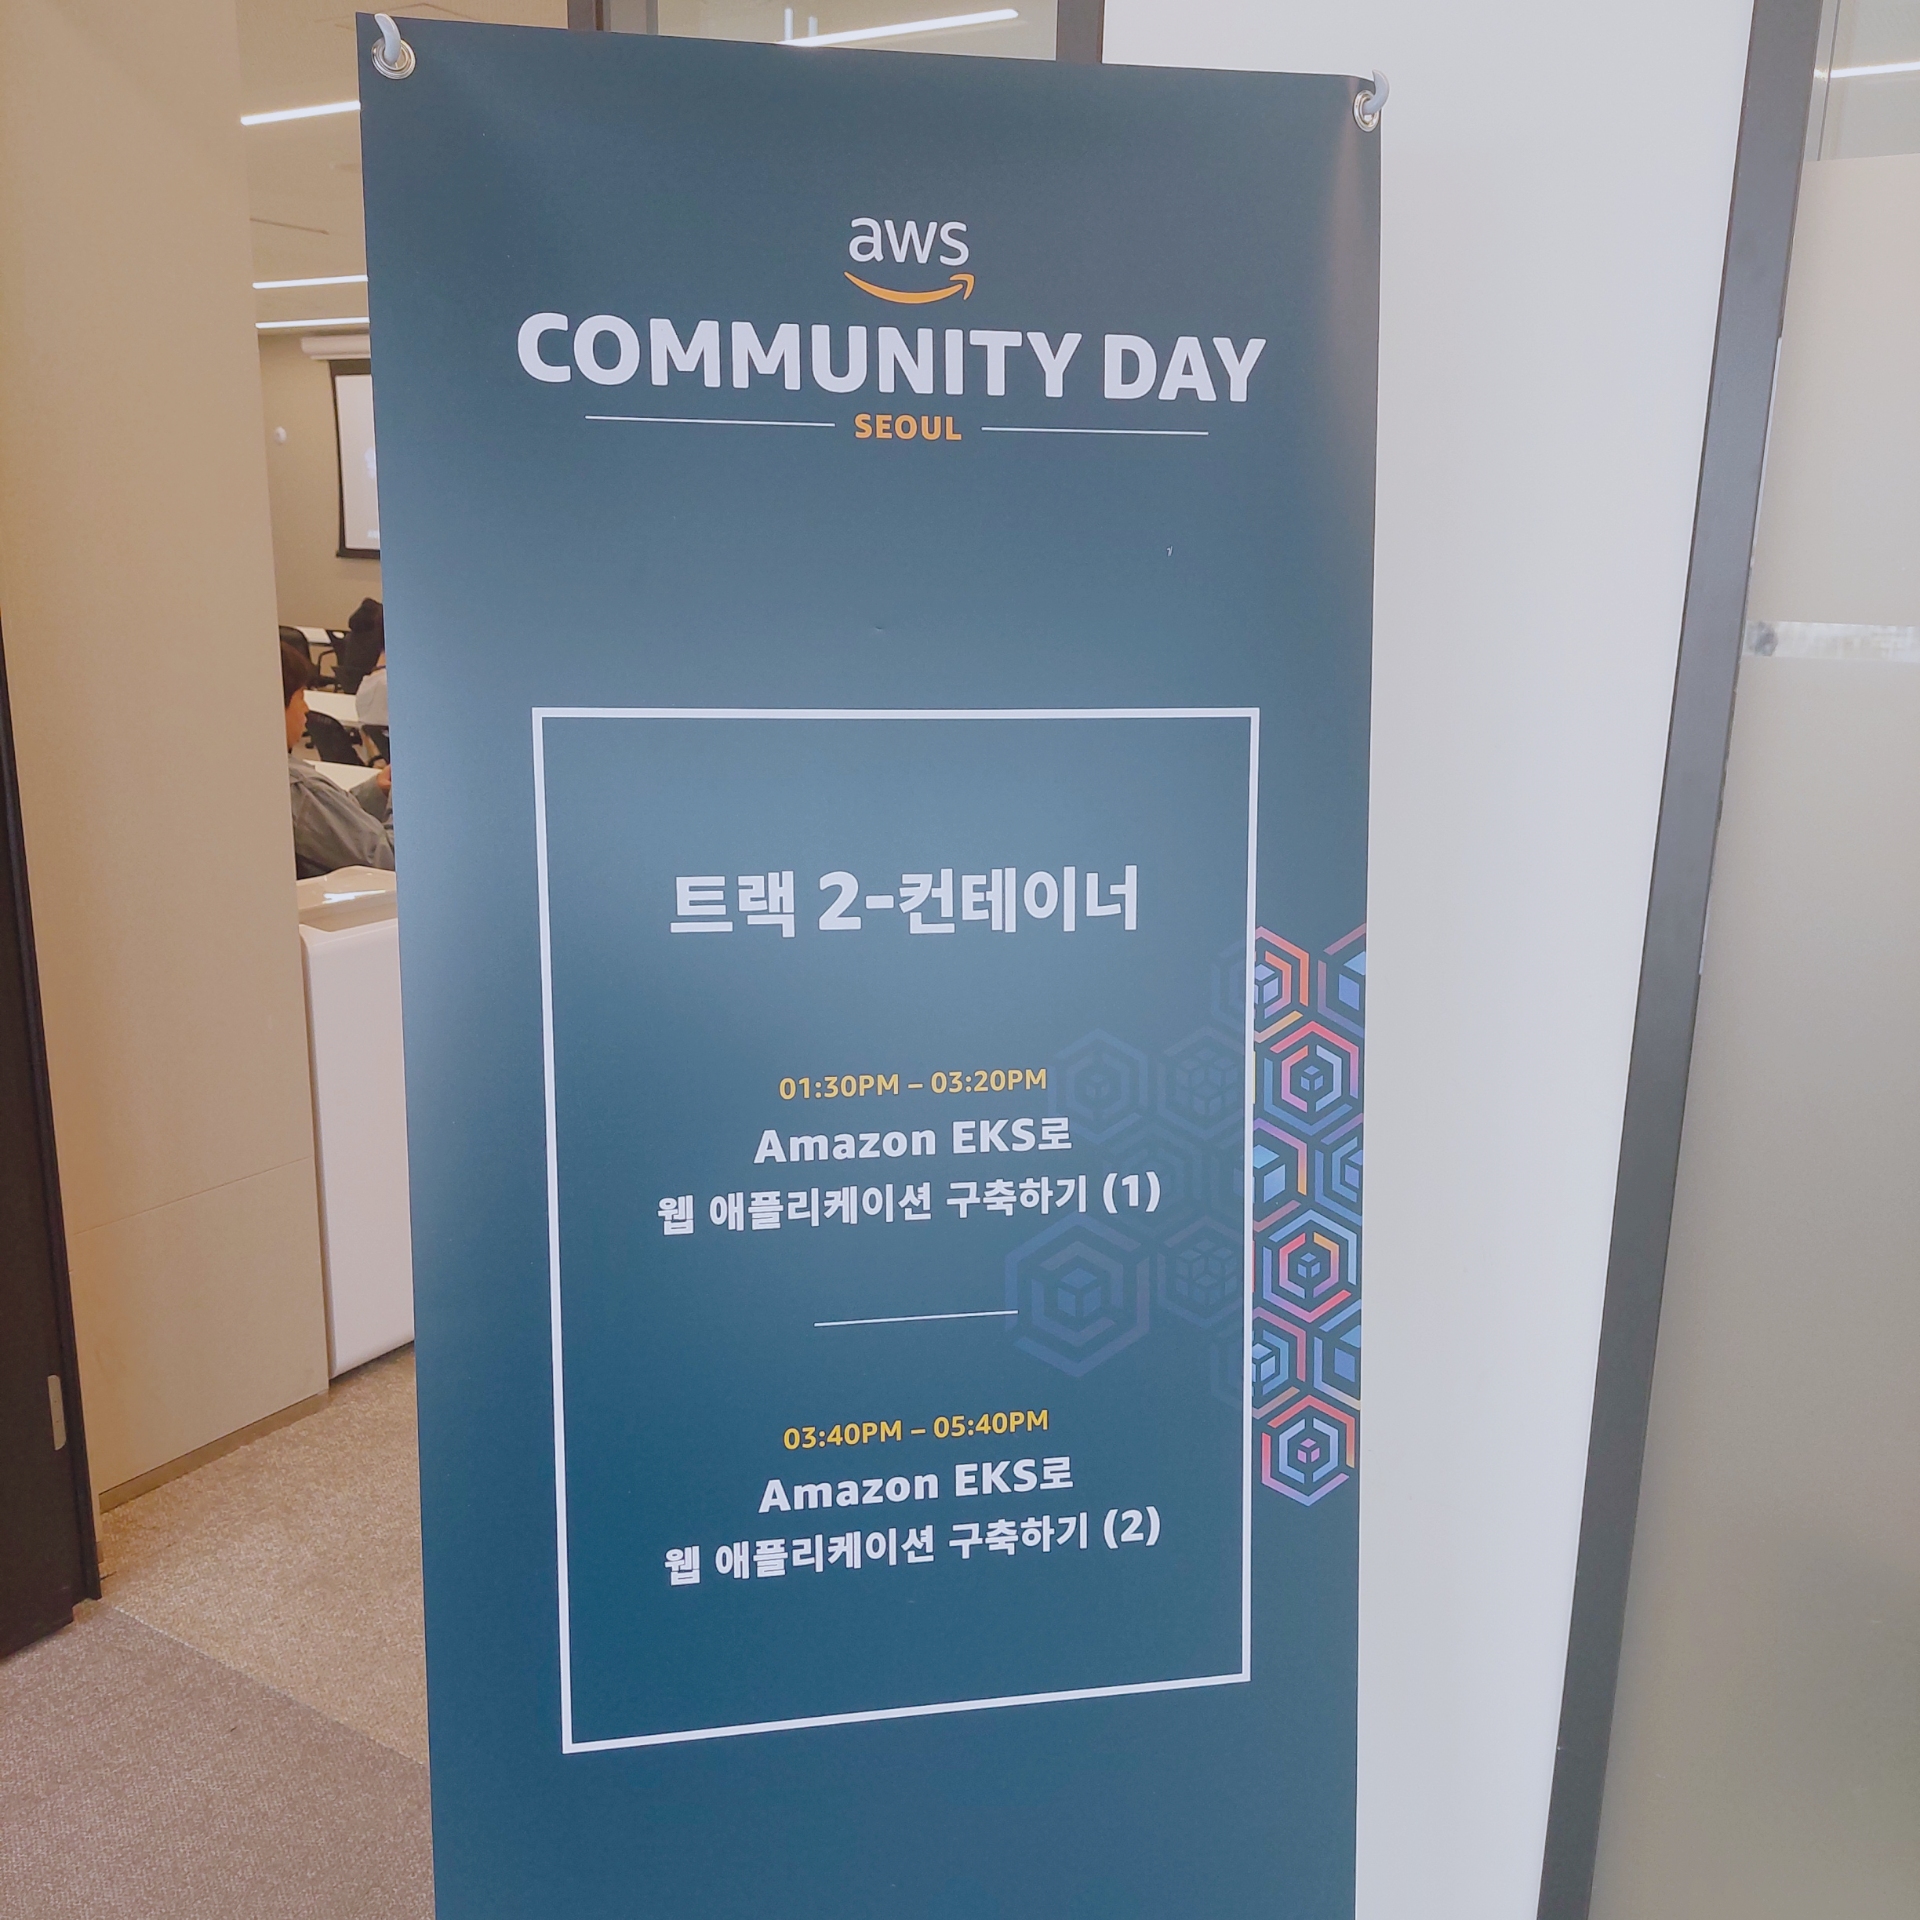 aws
COMMUNITY DAY
SEOUL
트랙 2-컨테이너
01:30PM – 03:20PM
Amazon EKS로
웹 애플리케이션 구축하기 (1)
03:40PM – 05:40PM
Amazon EKS로
웹 애플리케이션 구축하기 (2)